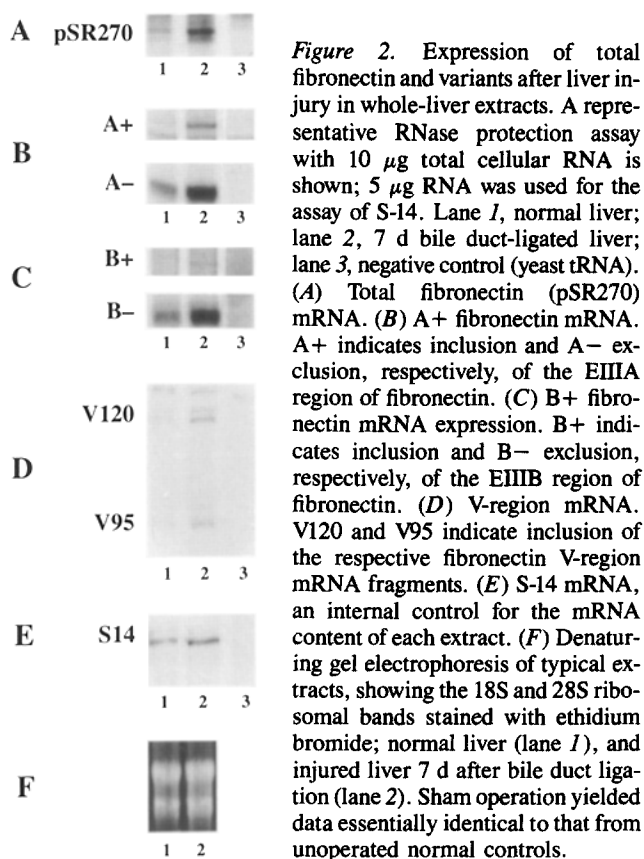 A pSR270
1 2 3
A+
B
A−
1 2 3
B+
C
B−
1 2 3
V120
D
V95
1 2 3
E S14
1 2 3
F
1 2
Figure 2. Expression of total
fibronectin and variants after liver in-
jury in whole-liver extracts. A repre-
sentative RNase protection assay
with 10 μg total cellular RNA is
shown; 5 μg RNA was used for the
assay of S-14. Lane 1, normal liver;
lane 2, 7 d bile duct-ligated liver;
lane 3, negative control (yeast tRNA).
(A) Total fibronectin (pSR270)
mRNA. (B) A+ fibronectin mRNA.
A+ indicates inclusion and A− ex-
clusion, respectively, of the EIIIA
region of fibronectin. (C) B+ fibro-
nectin mRNA expression. B+ indi-
cates inclusion and B− exclusion,
respectively, of the EIIIB region of
fibronectin. (D) V-region mRNA.
V120 and V95 indicate inclusion of
the respective fibronectin V-region
mRNA fragments. (E) S-14 mRNA,
an internal control for the mRNA
content of each extract. (F) Denatur-
ing gel electrophoresis of typical ex-
tracts, showing the 18S and 28S ribo-
somal bands stained with ethidium
bromide; normal liver (lane 1), and
injured liver 7 d after bile duct liga-
tion (lane 2). Sham operation yielded
data essentially identical to that from
unoperated normal controls.